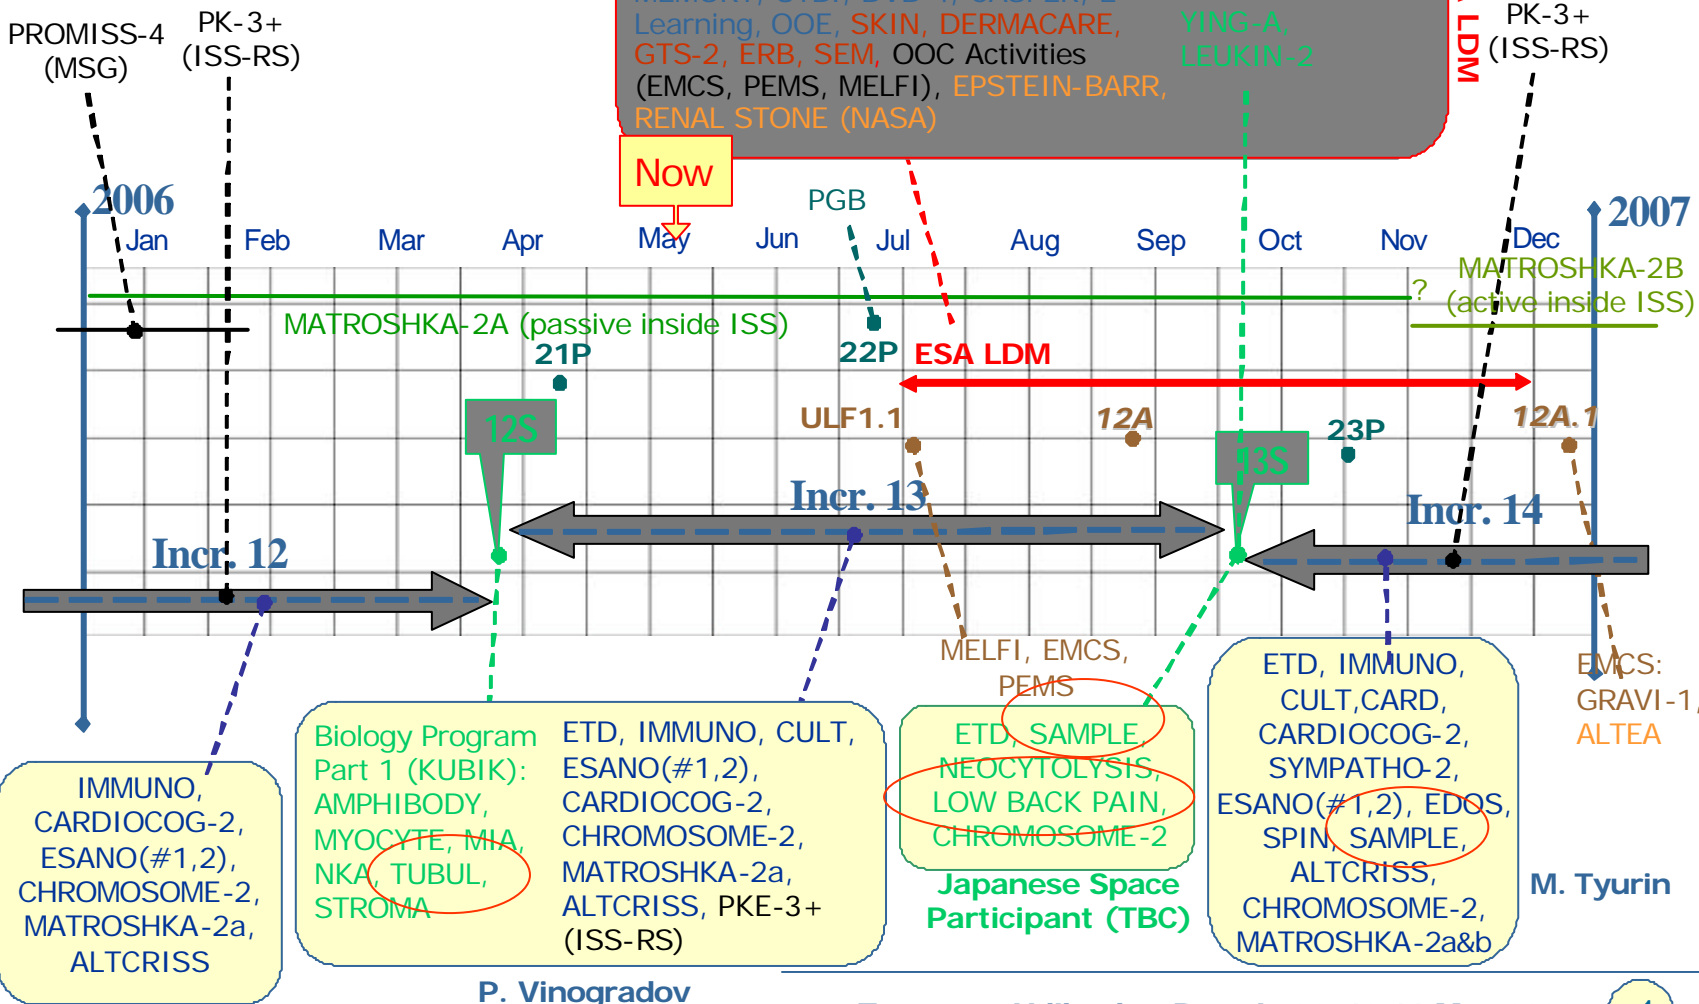 PROMISS-4
(MSG)
PK-3+
(ISS-RS)
Learning, OOE, SKIN, DERMACARE,
GTS-2, ERB, SEM, OOC Activities
(EMCS, PEMS, MELFI), EPSTEIN-BARR,
RENAL STONE (NASA)
YING-A,
LEUKIN-2
LDM
PK-3+
(ISS-RS)
Now
PGB
2006
2007
Jan
Feb
Mar
Apr
May
Jun
Jul
Aug
Sep
Oct
Nov
Dec
MATROSHKA-2B
(active inside ISS)
?
MATROSHKA-2A (passive inside ISS)
21P
22P
ESA LDM
12S
ULF1.1
12A
13S
23P
12A.1
Incr. 13
Incr. 14
Incr. 12
MELFI, EMCS,
PEMS
EMCS:
GRAVI-1,
ALTEA
IMMUNO,
CARDIOCOG-2,
ESANO(#1,2),
CHROMOSOME-2,
MATROSHKA-2a,
ALTCRISS
Biology Program
Part 1 (KUBIK):
AMPHIBODY,
MYOCYTE, MIA,
NKA, TUBUL,
STROMA
ETD, IMMUNO, CULT,
ESANO(#1,2),
CARDIOCOG-2,
CHROMOSOME-2,
MATROSHKA-2a,
ALTCRISS, PKE-3+
(ISS-RS)
P. Vinogradov
ETD, SAMPLE,
NEOCYTOLYSIS,
LOW BACK PAIN,
CHROMOSOME-2
Japanese Space
Participant (TBC)
ETD, IMMUNO,
CULT,CARD,
CARDIOCOG-2,
SYMPATHO-2,
ESANO(#1,2), EDOS,
SPIN, SAMPLE,
ALTCRISS,
CHROMOSOME-2,
MATROSHKA-2a&b
M. Tyurin